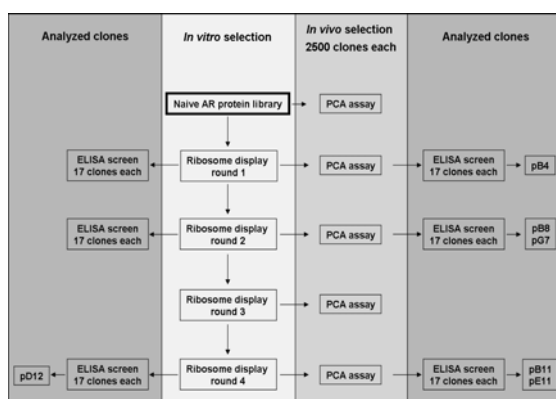 Analyzed clones
In vitro selection
In vivo selection
2500 clones each
Analyzed clones
Naive AR protein library
PCA assay
ELISA screen
17 clones each
Ribosome display
round 1
PCA assay
ELISA screen
17 clones each
pB4
ELISA screen
17 clones each
Ribosome display
round 2
PCA assay
ELISA screen
17 clones each
pB8
pG7
Ribosome display
round 3
PCA assay
pD12
ELISA screen
17 clones each
Ribosome display
round 4
PCA assay
ELISA screen
17 clones each
pB11
pE11